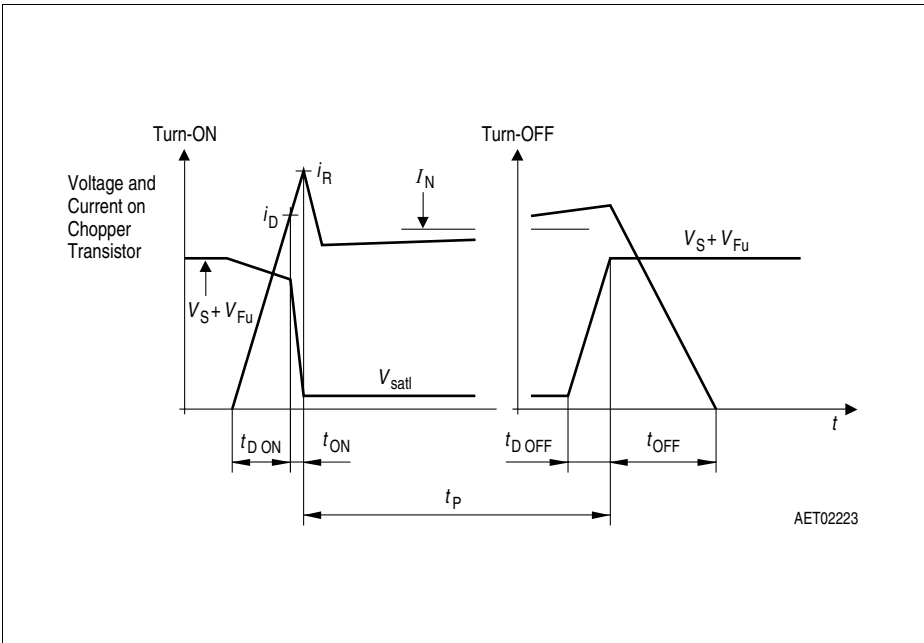 Turn-ON
Turn-OFF
Voltage and
Current on
Chopper
Transistor
i_R
i_D
I_N
V_S + V_Fu
V_S + V_Fu
V_satl
t
t_D ON
t_ON
t_D OFF
t_OFF
t_P
AET02223